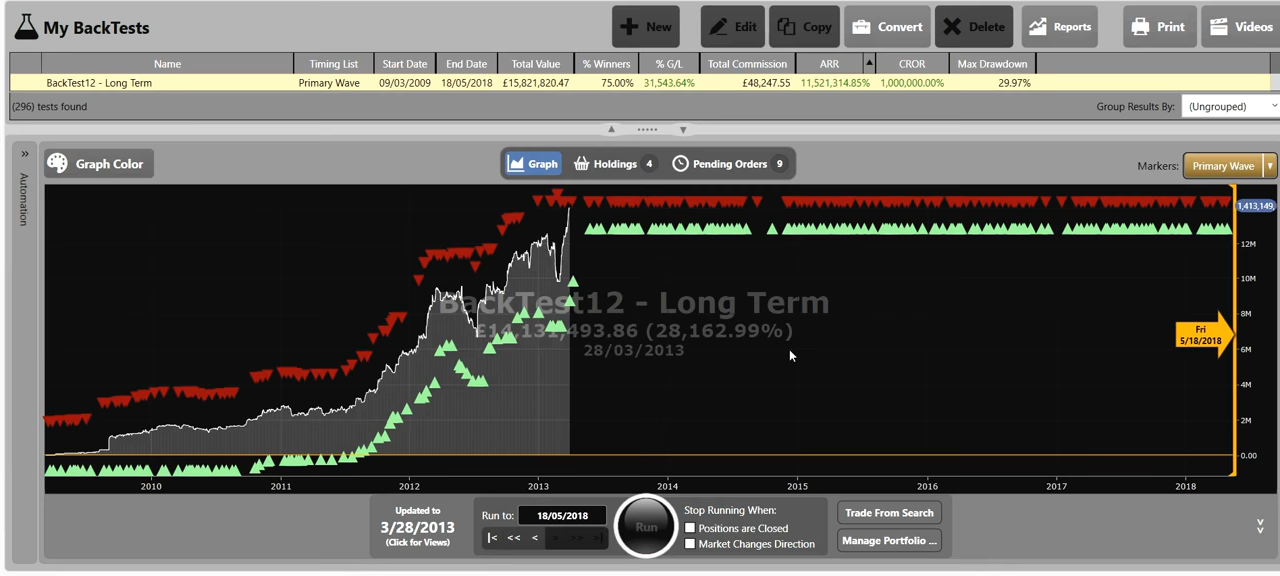 My BackTests
New Edit Copy Convert Delete Reports Print Videos
Name Timing List Start Date End Date Total Value % Winners % G/L Total Commission ARR CROR Max Drawdown
BackTest12 - Long Term Primary Wave 09/03/2009 18/05/2018 £15,821,820.47 75.00% 31,543.64% £48,247.55 11,521,314.85% 1,000,000.00% 29.97%
(296) tests found
Group Results By: (Ungrouped)
Automation
Graph Color
Graph Holdings 4 Pending Orders 9
Markers: Primary Wave
1,413,149.
12M
10M
8M
6M
4M
2M
0.00
BackTest12 - Long Term
£14,131,493.86 (28,162.99%)
28/03/2013
Fri
5/18/2018
2010 2011 2012 2013 2014 2015 2016 2017 2018
Updated to
3/28/2013
(Click for Views)
Run to: 18/05/2018
|< << < > >> >|
Run
Stop Running When:
Positions are Closed
Market Changes Direction
Trade From Search
Manage Portfolio ...